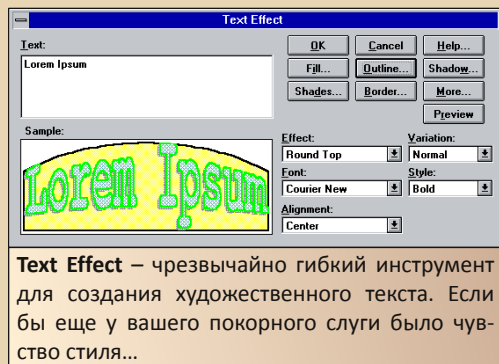 Text Effect
Text:
Lorem Ipsum
OK Cancel Help...
Fill... Outline... Shadow...
Shades... Border... More...
Preview
Sample:
Lorem Ipsum
Effect: Variation:
Round Top Normal
Font: Style:
Courier New Bold
Alignment:
Center
Text Effect – чрезвычайно гибкий инструмент
для создания художественного текста. Если
бы еще у вашего покорного слуги было чув-
ство стиля...